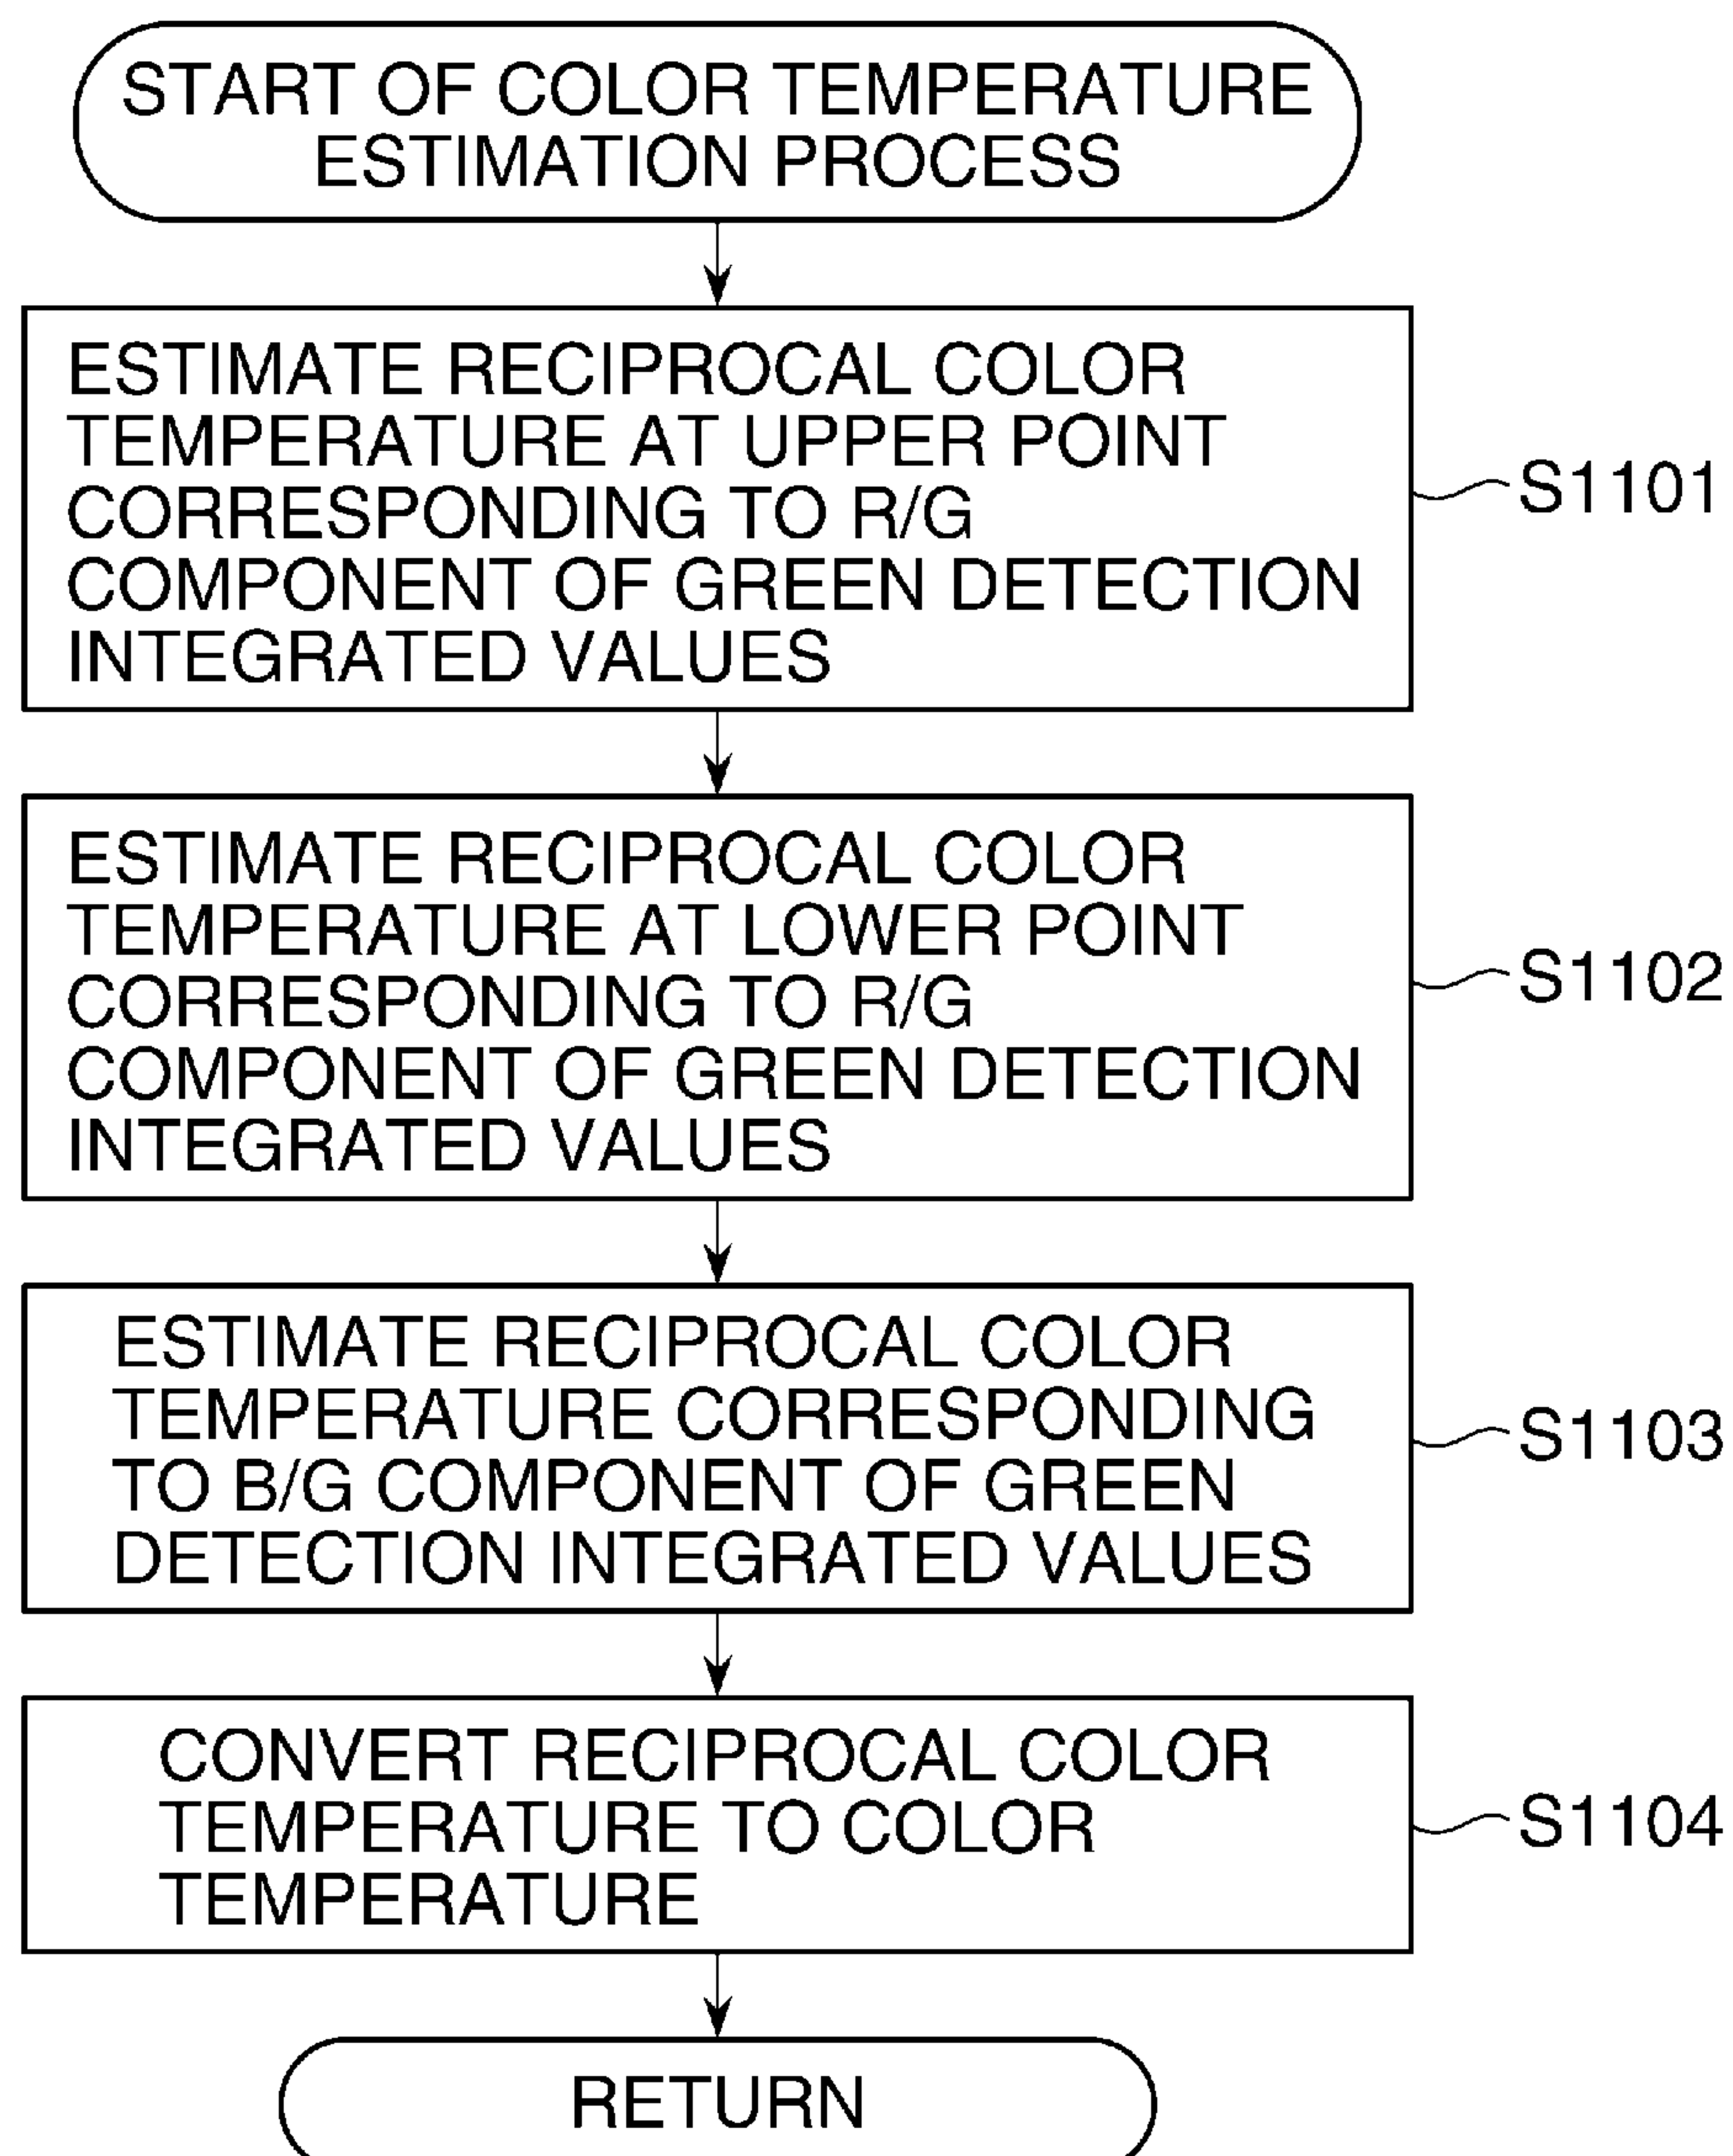 START OF COLOR TEMPERATURE
ESTIMATION PROCESS
ESTIMATE RECIPROCAL COLOR
TEMPERATURE AT UPPER POINT
CORRESPONDING TO R/G
COMPONENT OF GREEN DETECTION
INTEGRATED VALUES
S1101
ESTIMATE RECIPROCAL COLOR
TEMPERATURE AT LOWER POINT
CORRESPONDING TO R/G
COMPONENT OF GREEN DETECTION
INTEGRATED VALUES
S1102
ESTIMATE RECIPROCAL COLOR
TEMPERATURE CORRESPONDING
TO B/G COMPONENT OF GREEN
DETECTION INTEGRATED VALUES
S1103
CONVERT RECIPROCAL COLOR
TEMPERATURE TO COLOR
TEMPERATURE
S1104
RETURN